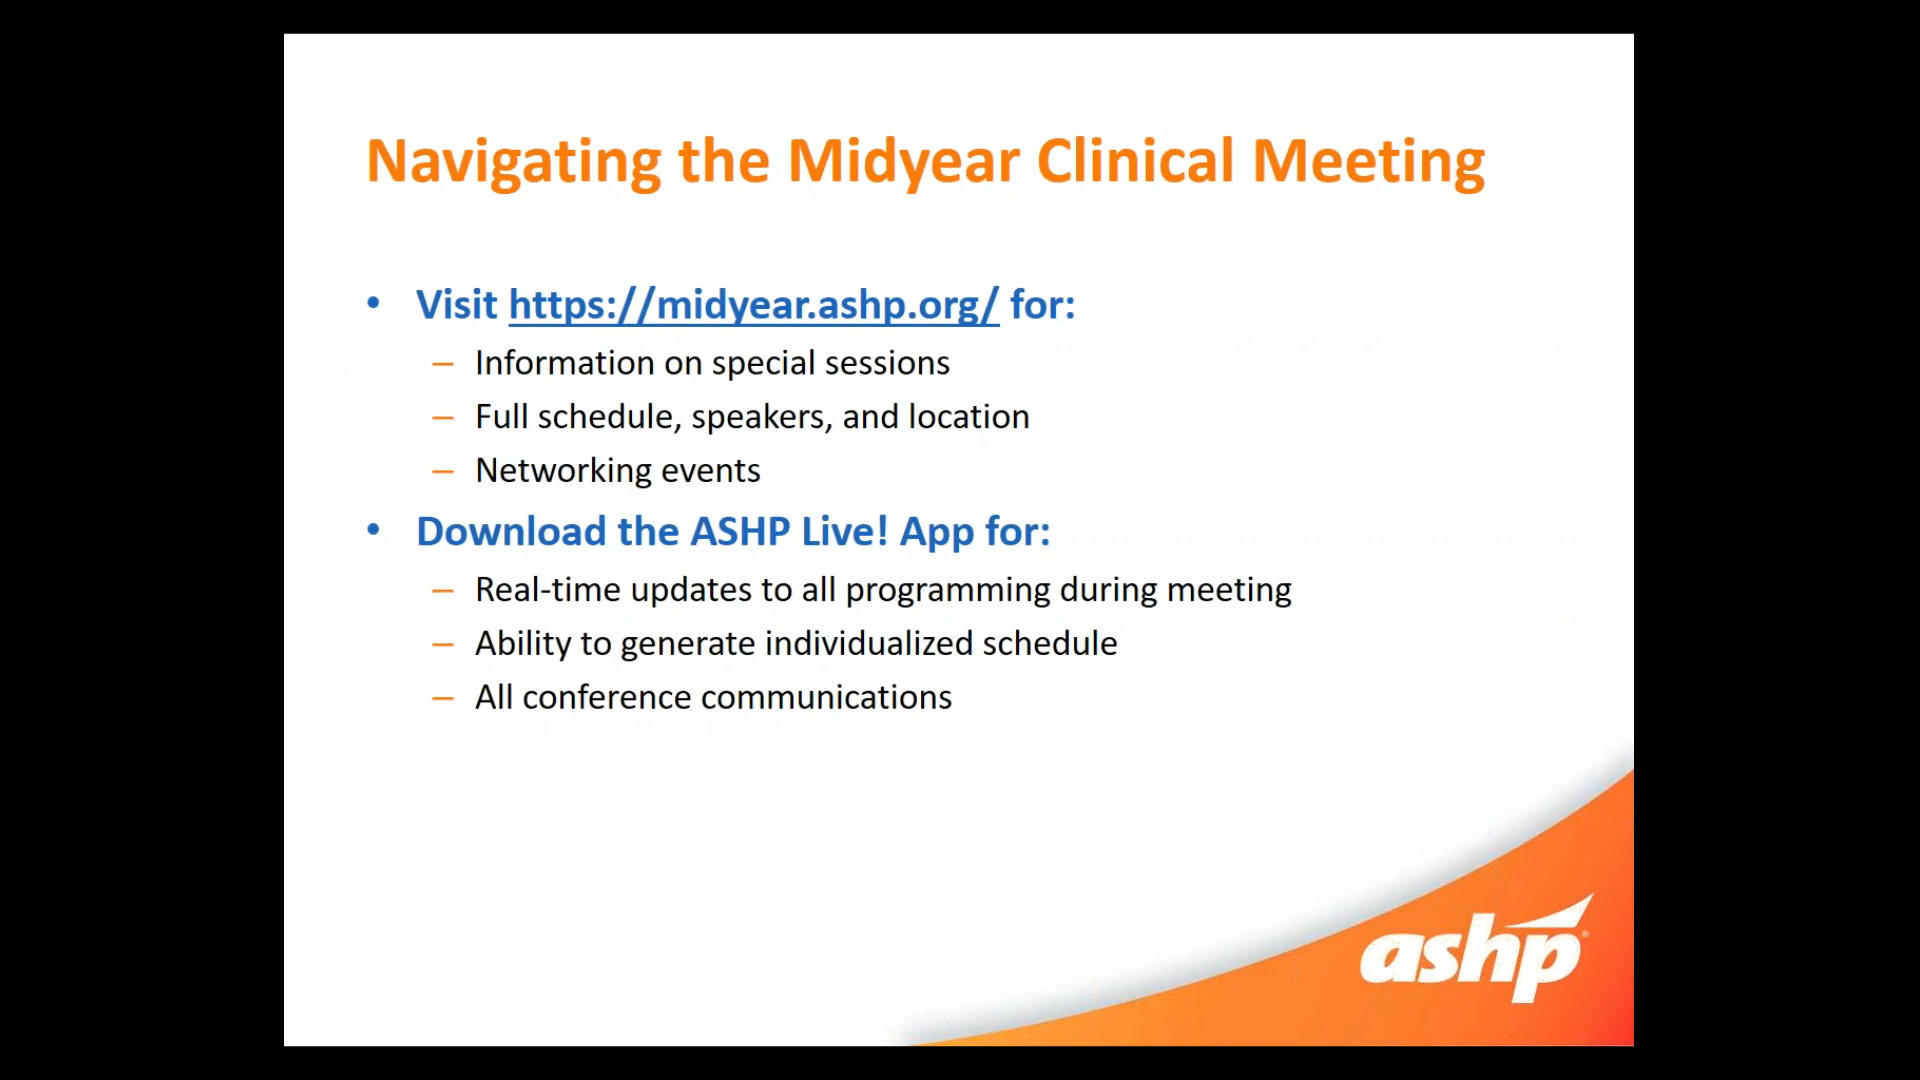 Navigating the Midyear Clinical Meeting
• Visit https://midyear.ashp.org/ for:
– Information on special sessions
– Full schedule, speakers, and location
– Networking events
• Download the ASHP Live! App for:
– Real-time updates to all programming during meeting
– Ability to generate individualized schedule
– All conference communications
ashp®